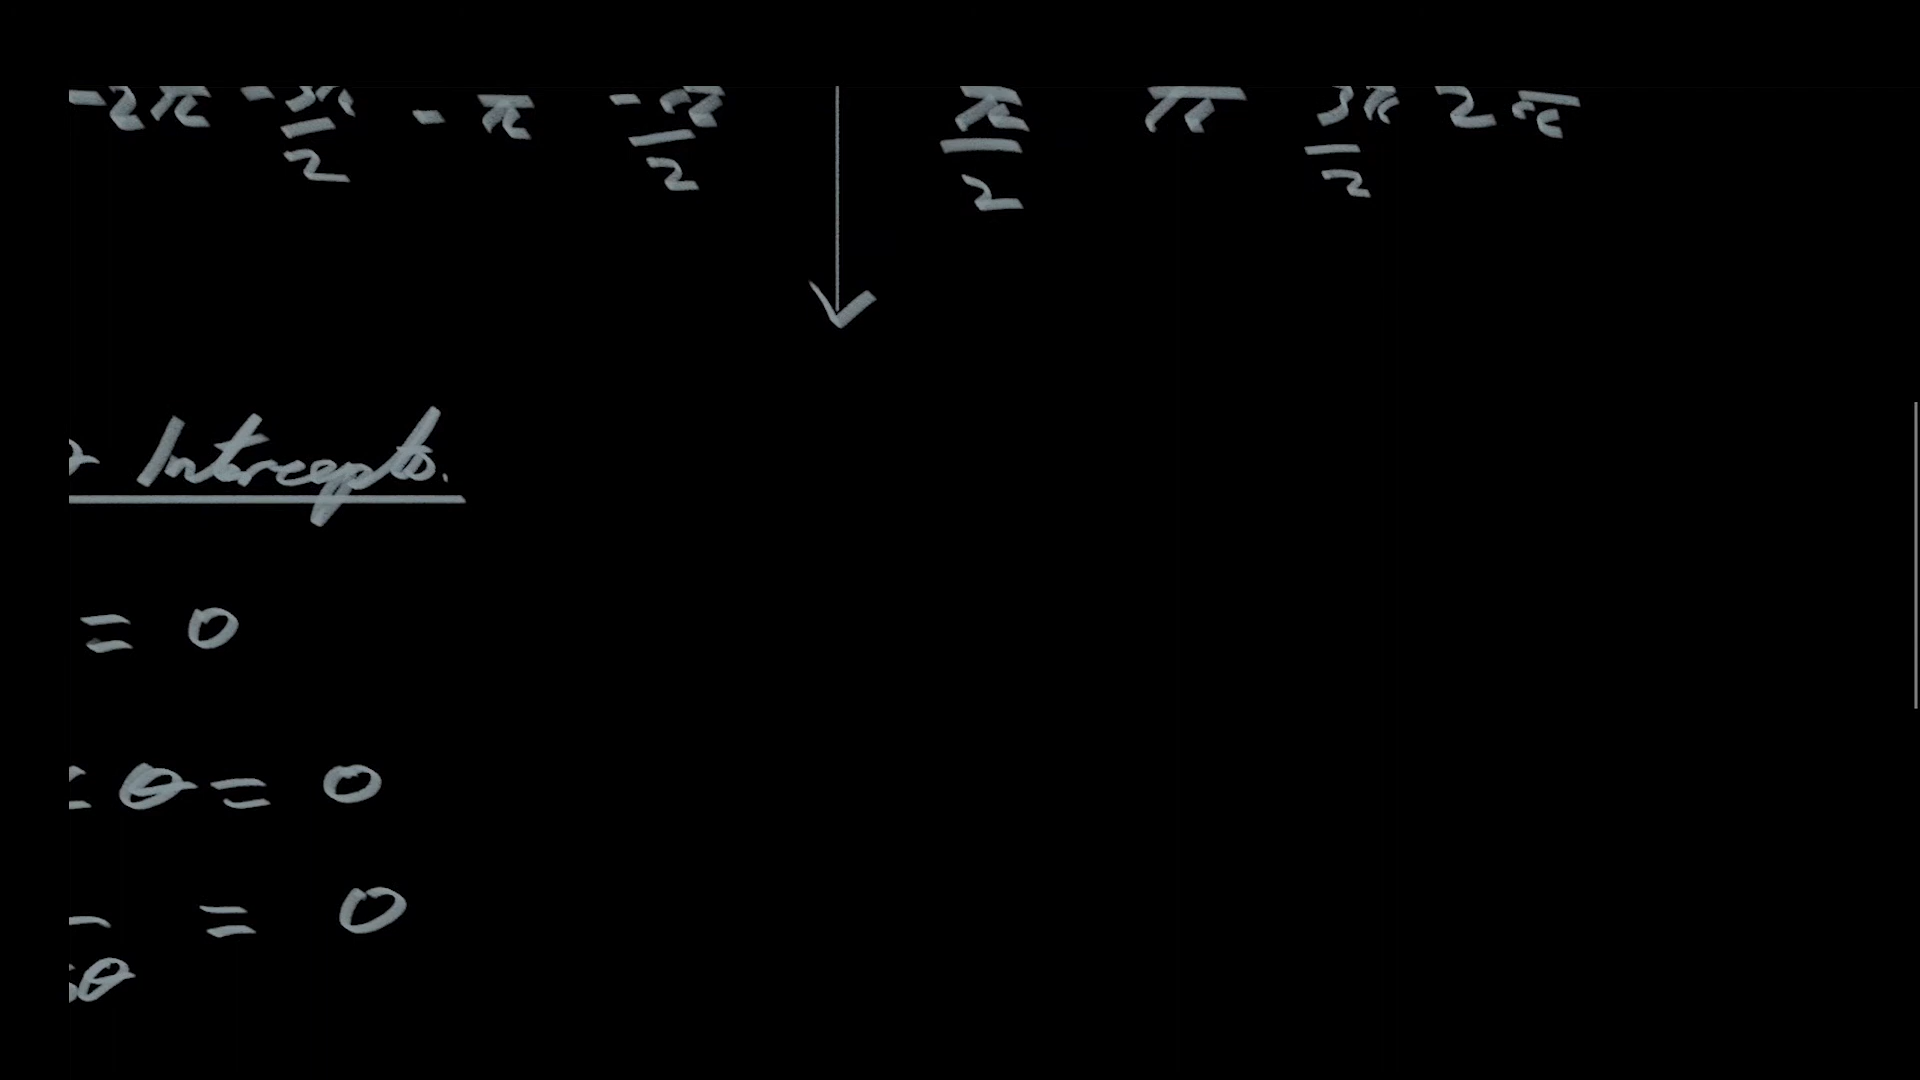 -2π -3π/2 -π -π/2 π/2 π 3π/2 2π
Intercepts.
= 0
θ = 0
= 0
θ